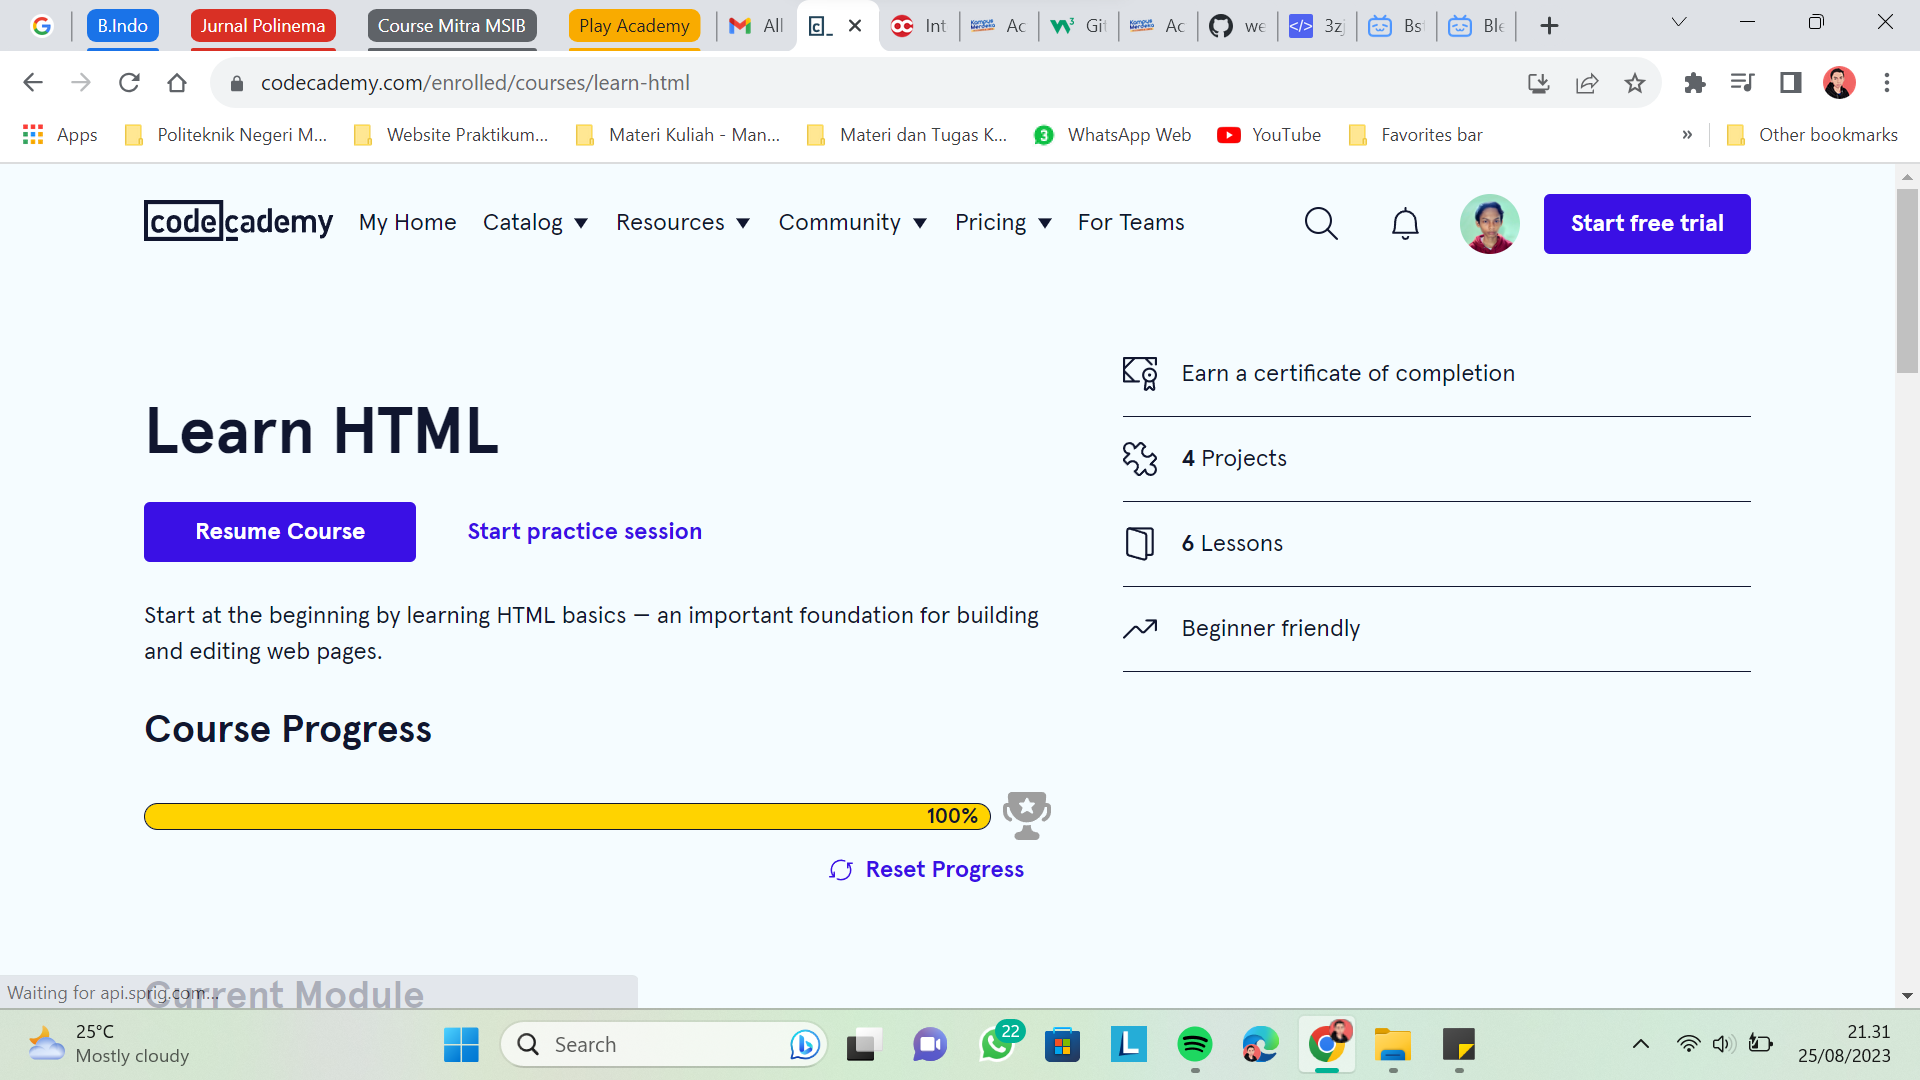 B.Indo
Jurnal Polinema
Course Mitra MSIB
Play Academy
All
Int
Ac
Git
Ac
we
3zj
Bst
Ble
codecademy.com/enrolled/courses/learn-html
Apps
Politeknik Negeri M...
Website Praktikum...
Materi Kuliah - Man...
Materi dan Tugas K...
3
WhatsApp Web
YouTube
Favorites bar
»
Other bookmarks
codecademy
My Home
Catalog
Resources
Community
Pricing
For Teams
Start free trial
Earn a certificate of completion
Learn HTML
4 Projects
Resume Course
Start practice session
6 Lessons
Start at the beginning by learning HTML basics — an important foundation for building
and editing web pages.
Beginner friendly
Course Progress
100%
Reset Progress
Current Module
Waiting for api.sprig.com...
25°C
Mostly cloudy
Search
22
L
21.31
25/08/2023